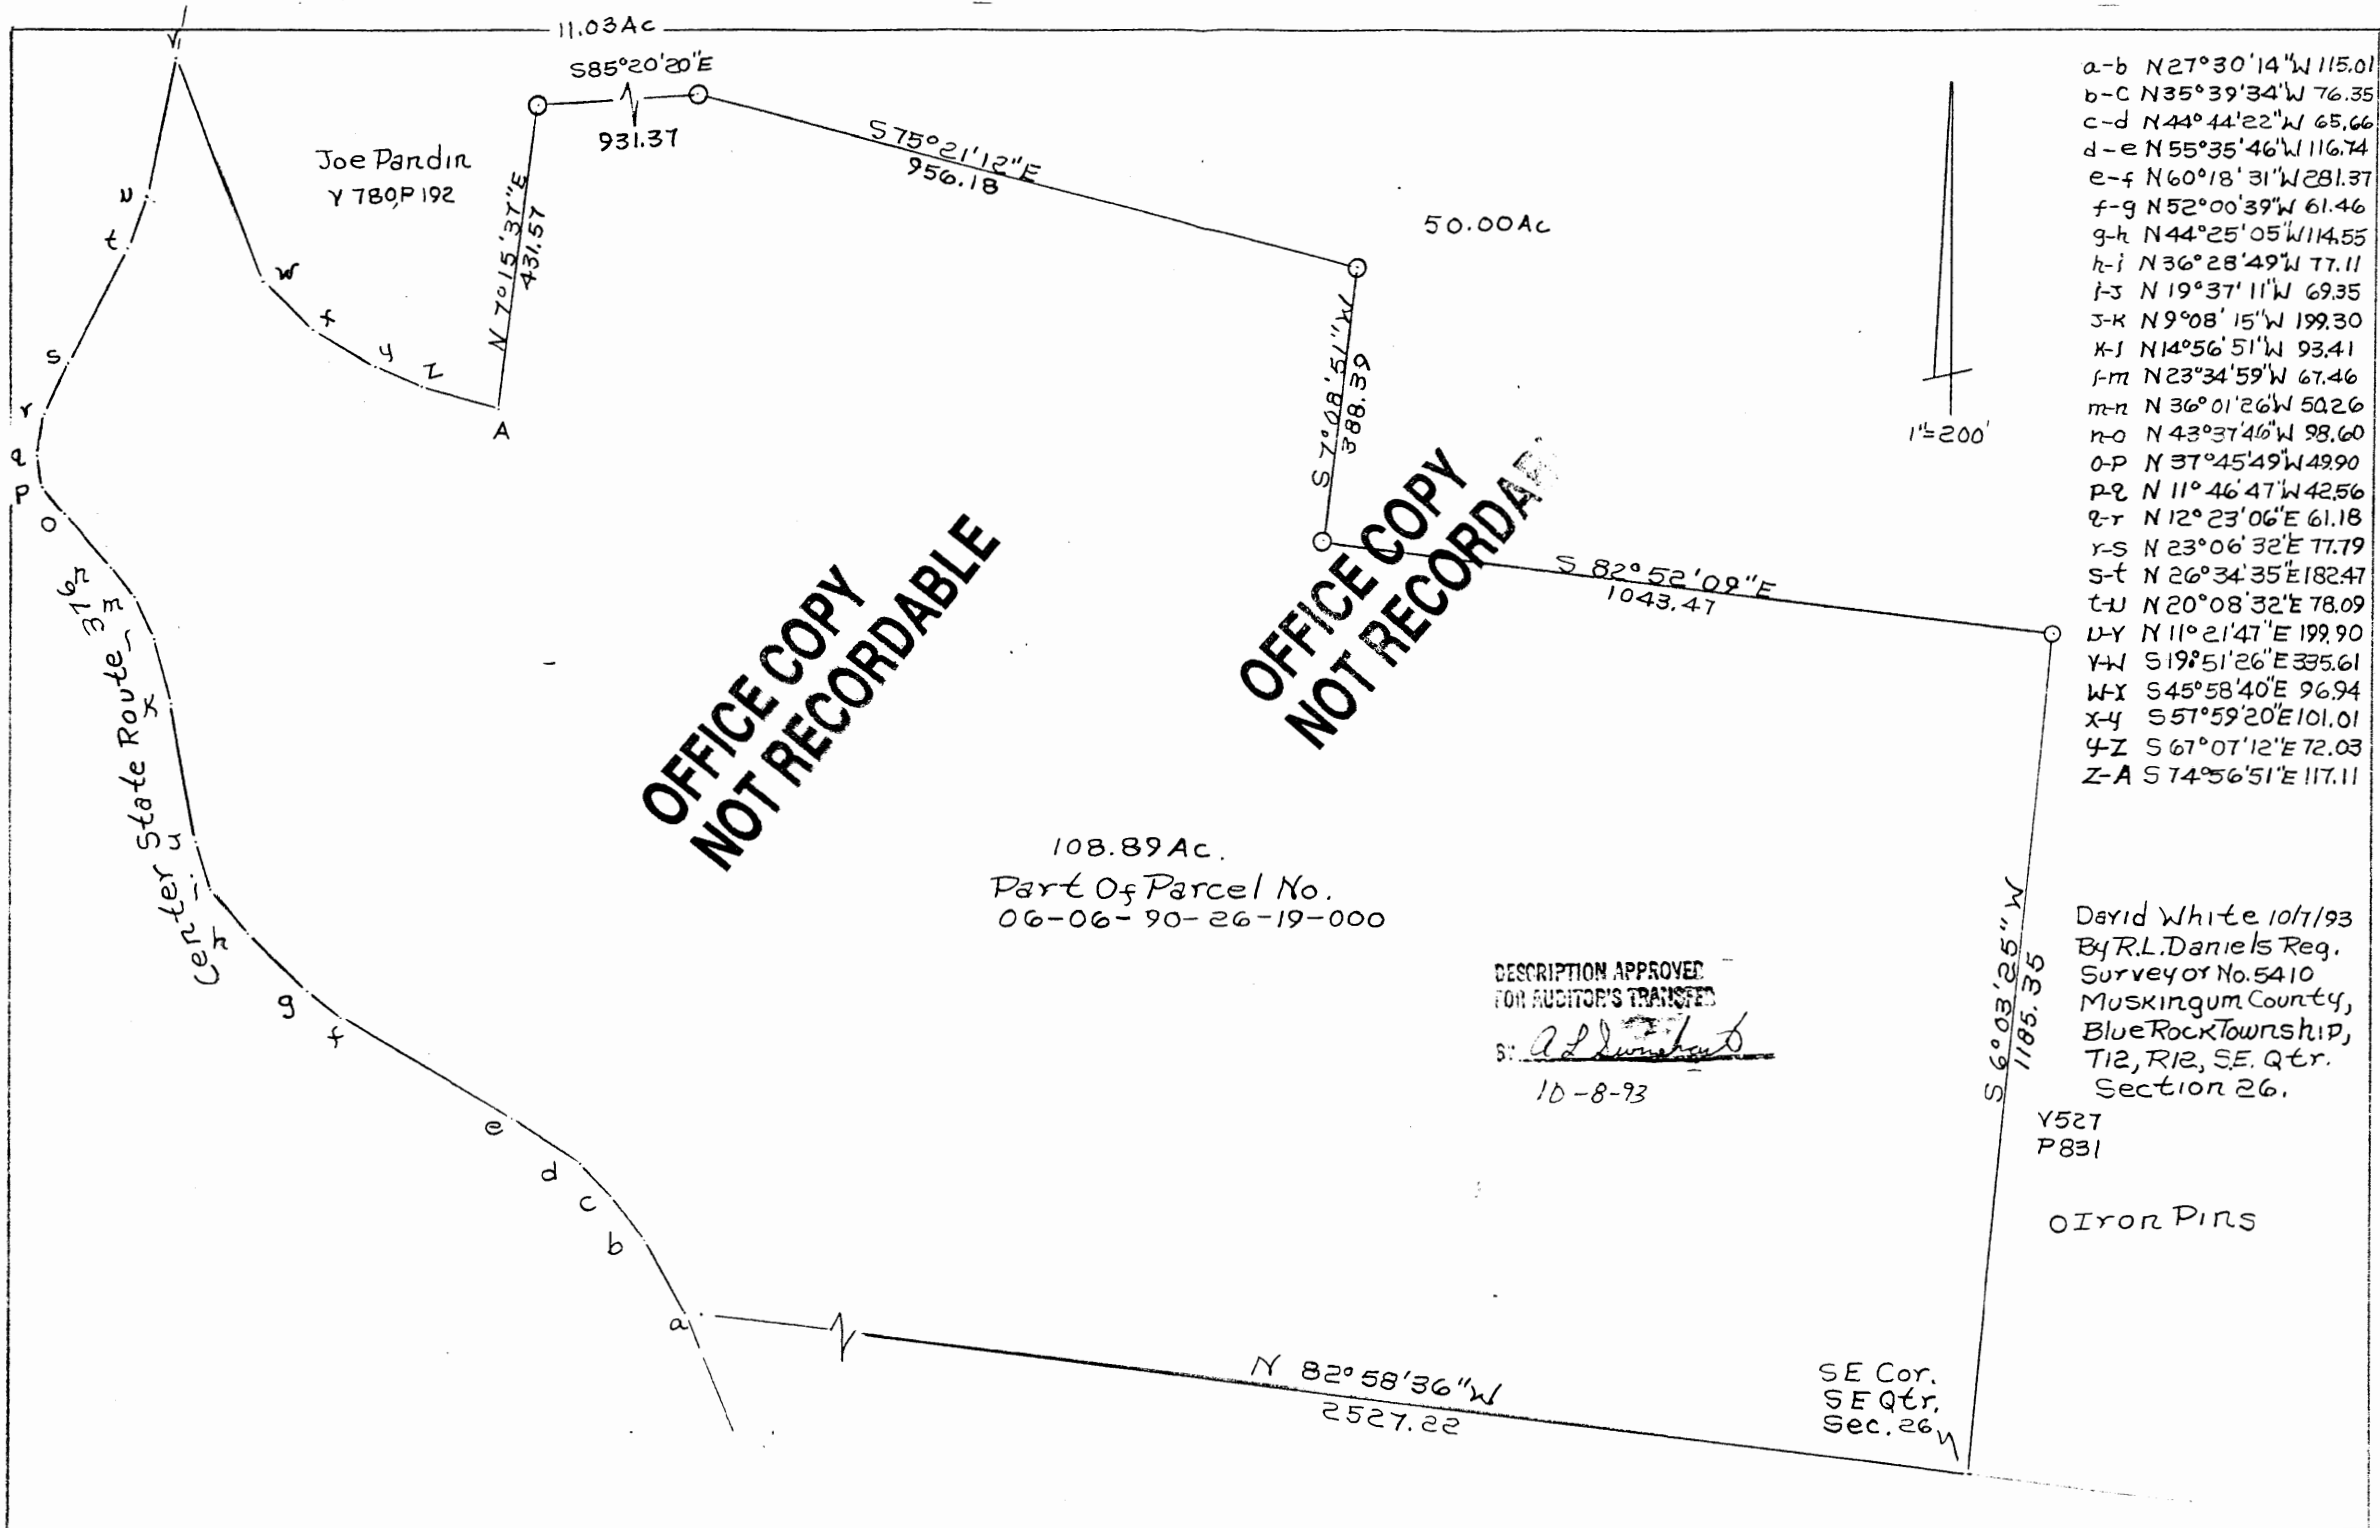 11.03Ac
S85°20'20"E
931.37
Joe Pandin
V 780,P 192
N 7°15'37"E
431.57
S75°21'12"E
956.18
50.00Ac
S 7°08'51"W
388.39
1"=200'
S 82°52'09"E
1043.47
a-b N27°30'14"W 115.01
b-c N35°39'34"W 76.35
c-d N44°44'22"W 65.66
d-e N55°35'46"W 116.74
e-f N60°18'31"W 281.37
f-g N52°00'39"W 61.46
g-h N44°25'05"W 114.55
h-i N36°28'49"W 77.11
i-J N 19°37'11"W 69.35
J-K N9°08'15"W 199.30
K-l N14°56'51"W 93.41
l-m N23°34'59"W 67.46
m-n N 36°01'26"W 50.26
n-o N 43°37'46"W 98.60
o-p N 37°45'49"W 49.90
p-q N 11°46'47"W 42.56
q-r N 12°23'06"E 61.18
r-s N 23°06'32"E 77.79
s-t N 26°34'35"E 182.47
t-u N 20°08'32"E 78.09
u-v N 11°21'47"E 199.90
v-w S19°51'26"E 335.61
w-x S45°58'40"E 96.94
x-y S57°59'20"E 101.01
y-z S 67°07'12"E 72.03
Z-A S 74°56'51"E 117.11
v
u
t
s
r
q
p
o
n
m
l
k
J
i
h
g
f
e
d
c
b
a
w
x
y
z
A
Center State Route 376
OFFICE COPY
NOT RECORDABLE
OFFICE COPY
NOT RECORDAB
108.89Ac.
Part Of Parcel No.
06-06-90-26-19-000
DESCRIPTION APPROVED
FOR AUDITOR'S TRANSFER
BY
10-8-93
S 6°03'25"W
1185.35
David White 10/7/93
By R.L.Daniels Reg.
Surveyor No.5410
Muskingum County,
Blue Rock Township,
T12, R12, S.E. Qtr.
Section 26.
V527
P831
O Iron Pins
N 82°58'36"W
2527.22
SE Cor.
SE Qtr.
Sec. 26